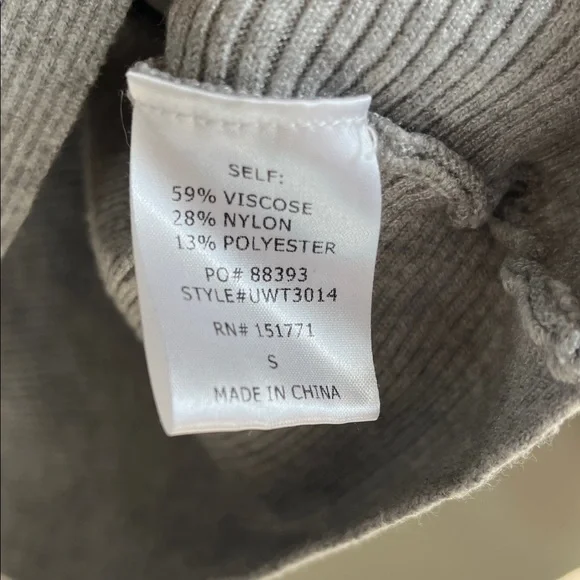 SELF:
59% VISCOSE
28% NYLON
13% POLYESTER
PO# 88393
STYLE#UWT3014
RN# 151771
S
MADE IN CHINA